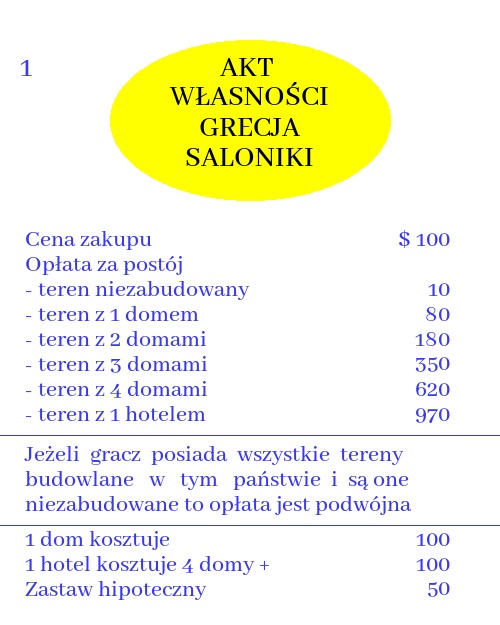 1
AKT
WŁASNOŚCI
GRECJA
SALONIKI
Cena zakupu $ 100
Opłata za postój
- teren niezabudowany 10
- teren z 1 domem 80
- teren z 2 domami 180
- teren z 3 domami 350
- teren z 4 domami 620
- teren z 1 hotelem 970
Jeżeli gracz posiada wszystkie tereny
budowlane w tym państwie i są one
niezabudowane to opłata jest podwójna
1 dom kosztuje 100
1 hotel kosztuje 4 domy + 100
Zastaw hipoteczny 50